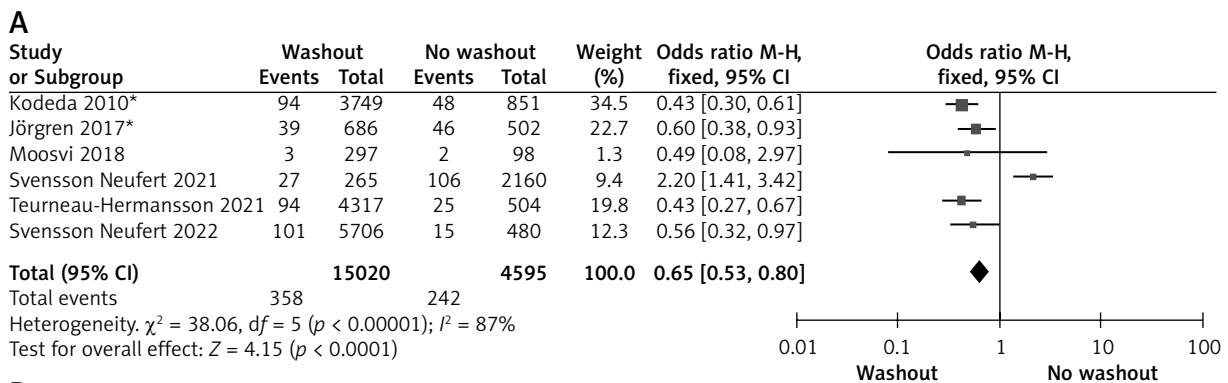 A
Study Washout No washout Weight Odds ratio M-H, Odds ratio M-H,
or Subgroup Events Total Events Total (%) fixed, 95% CI fixed, 95% CI
Kodeda 2010* 94 3749 48 851 34.5 0.43 [0.30, 0.61]
Jörgren 2017* 39 686 46 502 22.7 0.60 [0.38, 0.93]
Moosvi 2018 3 297 2 98 1.3 0.49 [0.08, 2.97]
Svensson Neufert 2021 27 265 106 2160 9.4 2.20 [1.41, 3.42]
Teurneau-Hermansson 2021 94 4317 25 504 19.8 0.43 [0.27, 0.67]
Svensson Neufert 2022 101 5706 15 480 12.3 0.56 [0.32, 0.97]
Total (95% CI) 15020 4595 100.0 0.65 [0.53, 0.80]
Total events 358 242
Heterogeneity. χ² = 38.06, df = 5 (p < 0.00001); I² = 87%
Test for overall effect: Z = 4.15 (p < 0.0001)
0.01 0.1 1 10 100
Washout No washout